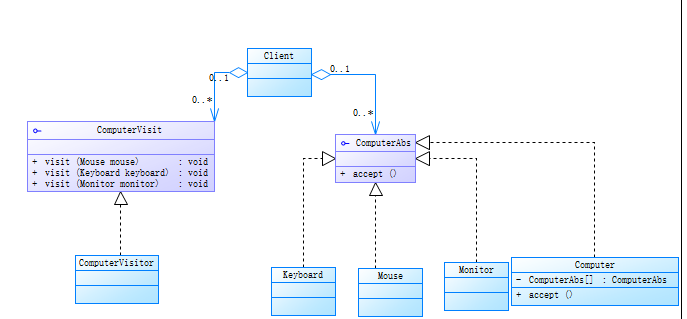 Client
0..1
0..1
0..*
0..*
ComputerVisit
+ visit (Mouse mouse) : void
+ visit (Keyboard keyboard) : void
+ visit (Monitor monitor) : void
ComputerAbs
+ accept ()
ComputerVisitor
Keyboard
Mouse
Monitor
Computer
- ComputerAbs[] : ComputerAbs
+ accept ()